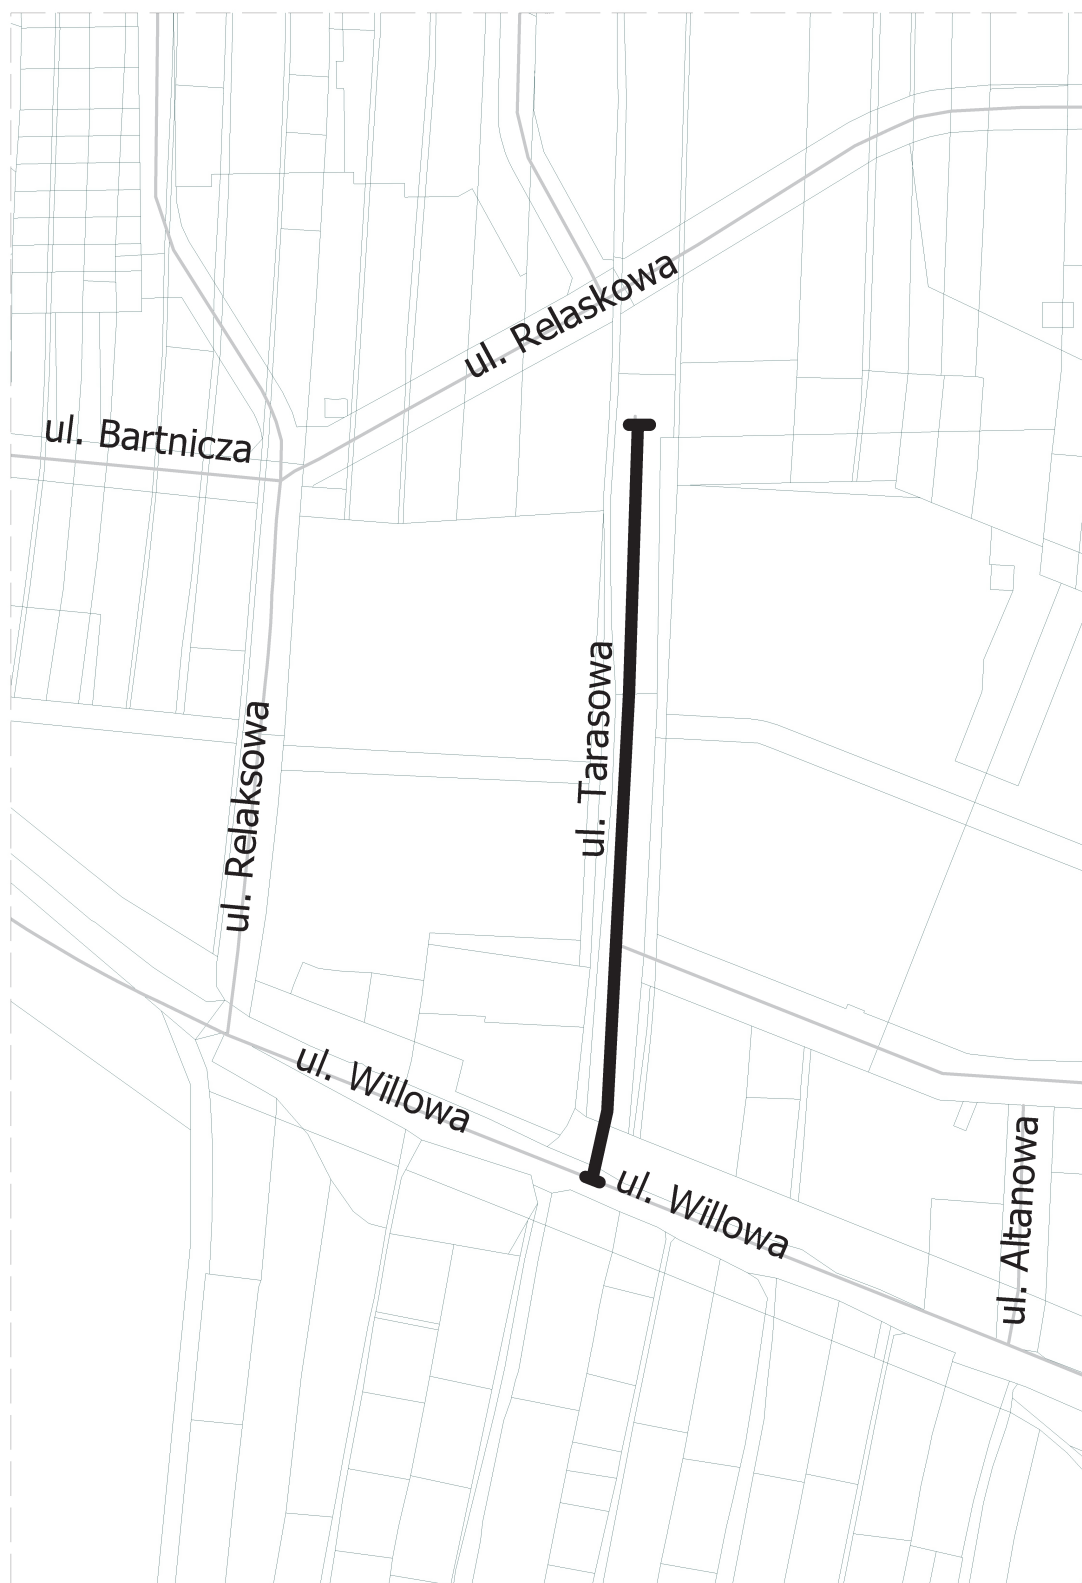 ul. Relaskowa
ul. Bartnicza
ul. Tarasowa
ul. Relaksowa
ul. Willowa
ul. Willowa
ul. Altanowa